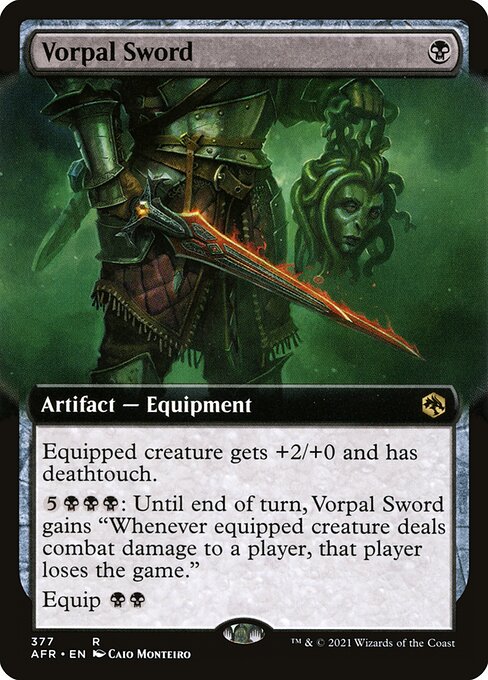 Vorpal Sword
Artifact — Equipment
Equipped creature gets +2/+0 and has
deathtouch.
5: Until end of turn, Vorpal Sword
gains “Whenever equipped creature deals
combat damage to a player, that player
loses the game.”
Equip
377 R
AFR • EN Caio Monteiro
™ & © 2021 Wizards of the Coast